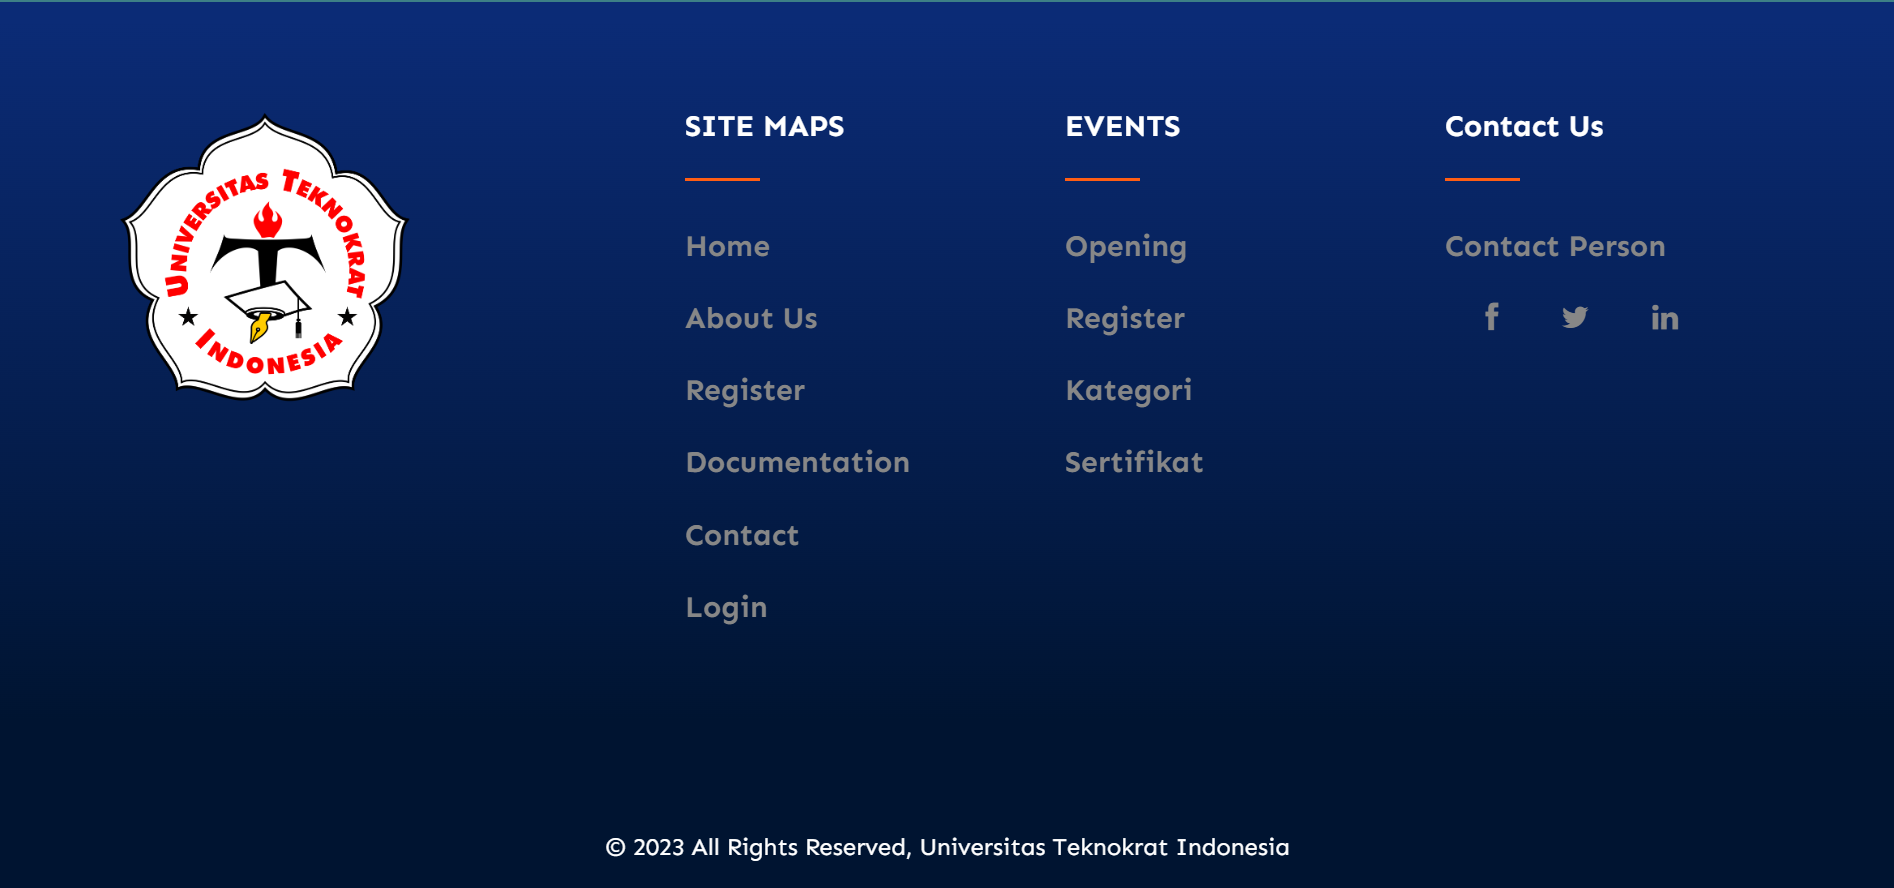 UNIVERSITAS TEKNOKRAT
INDONESIA
SITE MAPS
Home
About Us
Register
Documentation
Contact
Login
EVENTS
Opening
Register
Kategori
Sertifikat
Contact Us
Contact Person
© 2023 All Rights Reserved, Universitas Teknokrat Indonesia